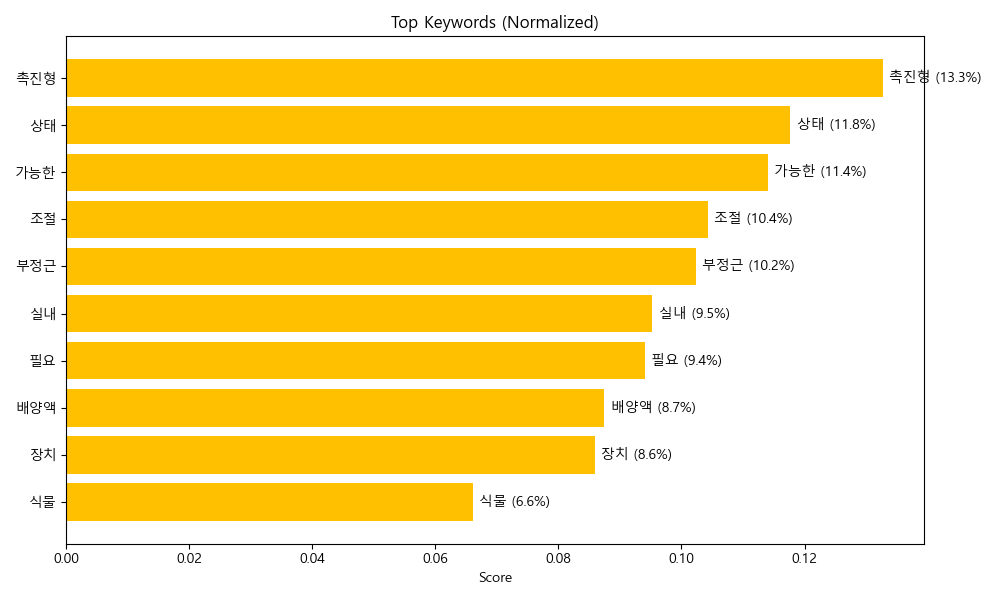 Top Keywords (Normalized)
촉진형 촉진형 (13.3%)
상태 상태 (11.8%)
가능한 가능한 (11.4%)
조절 조절 (10.4%)
부정근 부정근 (10.2%)
실내 실내 (9.5%)
필요 필요 (9.4%)
배양액 배양액 (8.7%)
장치 장치 (8.6%)
식물 식물 (6.6%)
0.00 0.02 0.04 0.06 0.08 0.10 0.12
Score